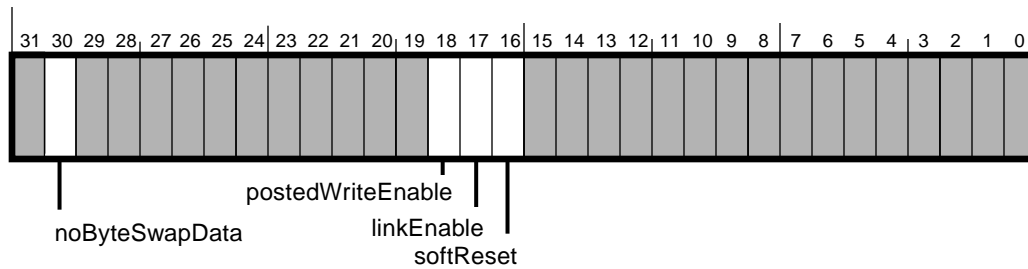 31 30 29 28 27 26 25 24 23 22 21 20 19 18 17 16 15 14 13 12 11 10 9 8 7 6 5 4 3 2 1 0
postedWriteEnable
noByteSwapData
linkEnable
softReset